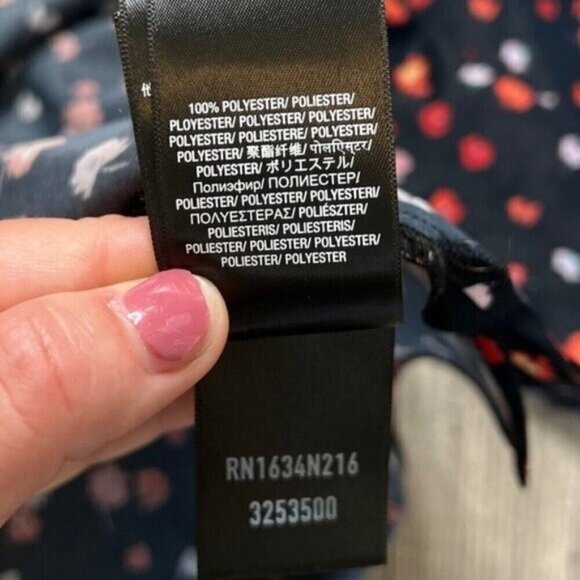 100% POLYESTER/ POLIESTER/
PLOYESTER/ POLYESTER/ POLYESTER/
POLYESTER/ POLIESTERE/ POLYESTER/
POLYESTER/ 聚酯纤维/ पोलिएस्टर/
POLYESTER/ ポリエステル/
Полиэфир/ ПОЛИЕСТЕР/
POLIESTER/ POLYESTER/ POLYESTERI/
ΠΟΛΥΕΣΤΕΡΑΣ/ POLIÉSZTER/
POLIESTERIS/ POLIESTERIS/
POLIESTER/ POLIESTER/ POLYESTER/
POLIESTER/ POLYESTER
RN1634N216
3253500